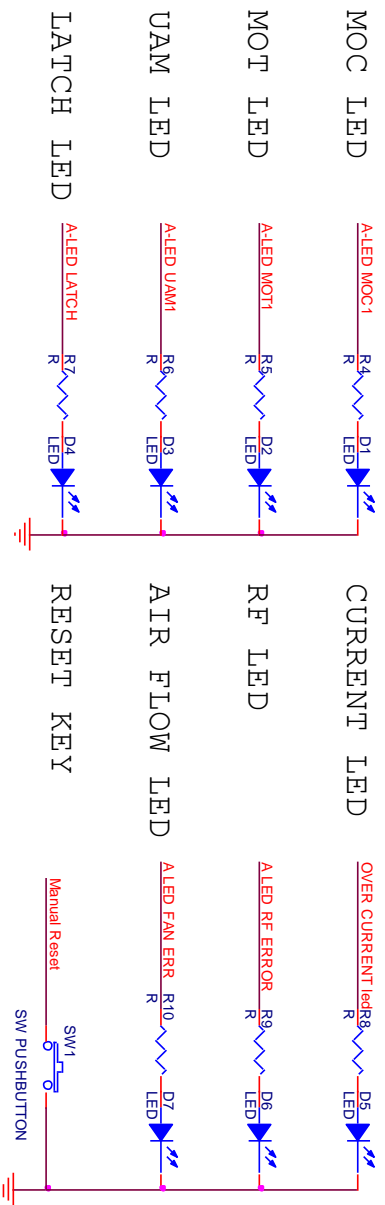 MOC LED
A-LED MOC1
R4
R
D1
LED
MOT LED
A-LED MOT1
R5
R
D2
LED
UAM LED
A-LED UAM1
R6
R
D3
LED
LATCH LED
A-LED LATCH
R7
R
D4
LED
CURRENT LED
OVER CURRENT led
R8
R
D5
LED
RF LED
A LED RF ERROR
R9
R
D6
LED
AIR FLOW LED
A LED FAN ERR
R10
R
D7
LED
RESET KEY
Manual Reset
SW1
SW PUSHBUTTON